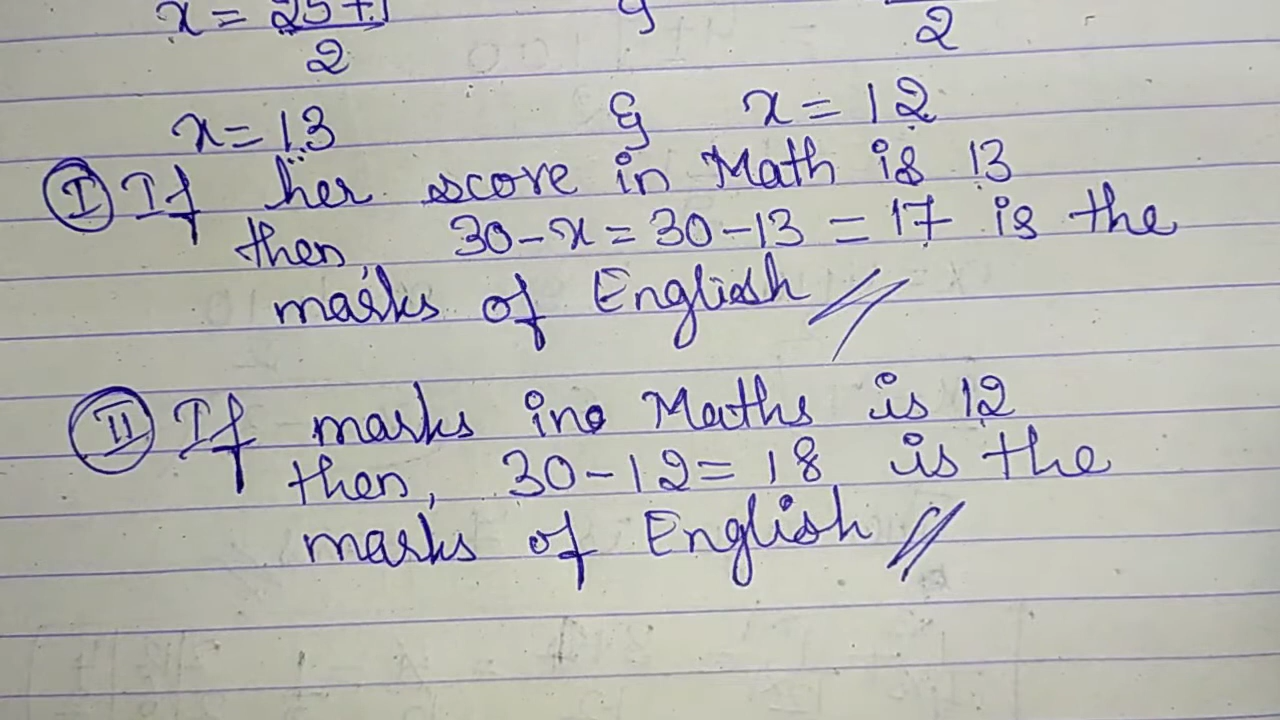 x = 25+1 &
2 2
x=13 & x = 12
I If her score in Math is 13
then, 30-x = 30-13 = 17 is the
marks of English
II If marks in Maths is 12
then, 30-12= 18 is the
marks of English